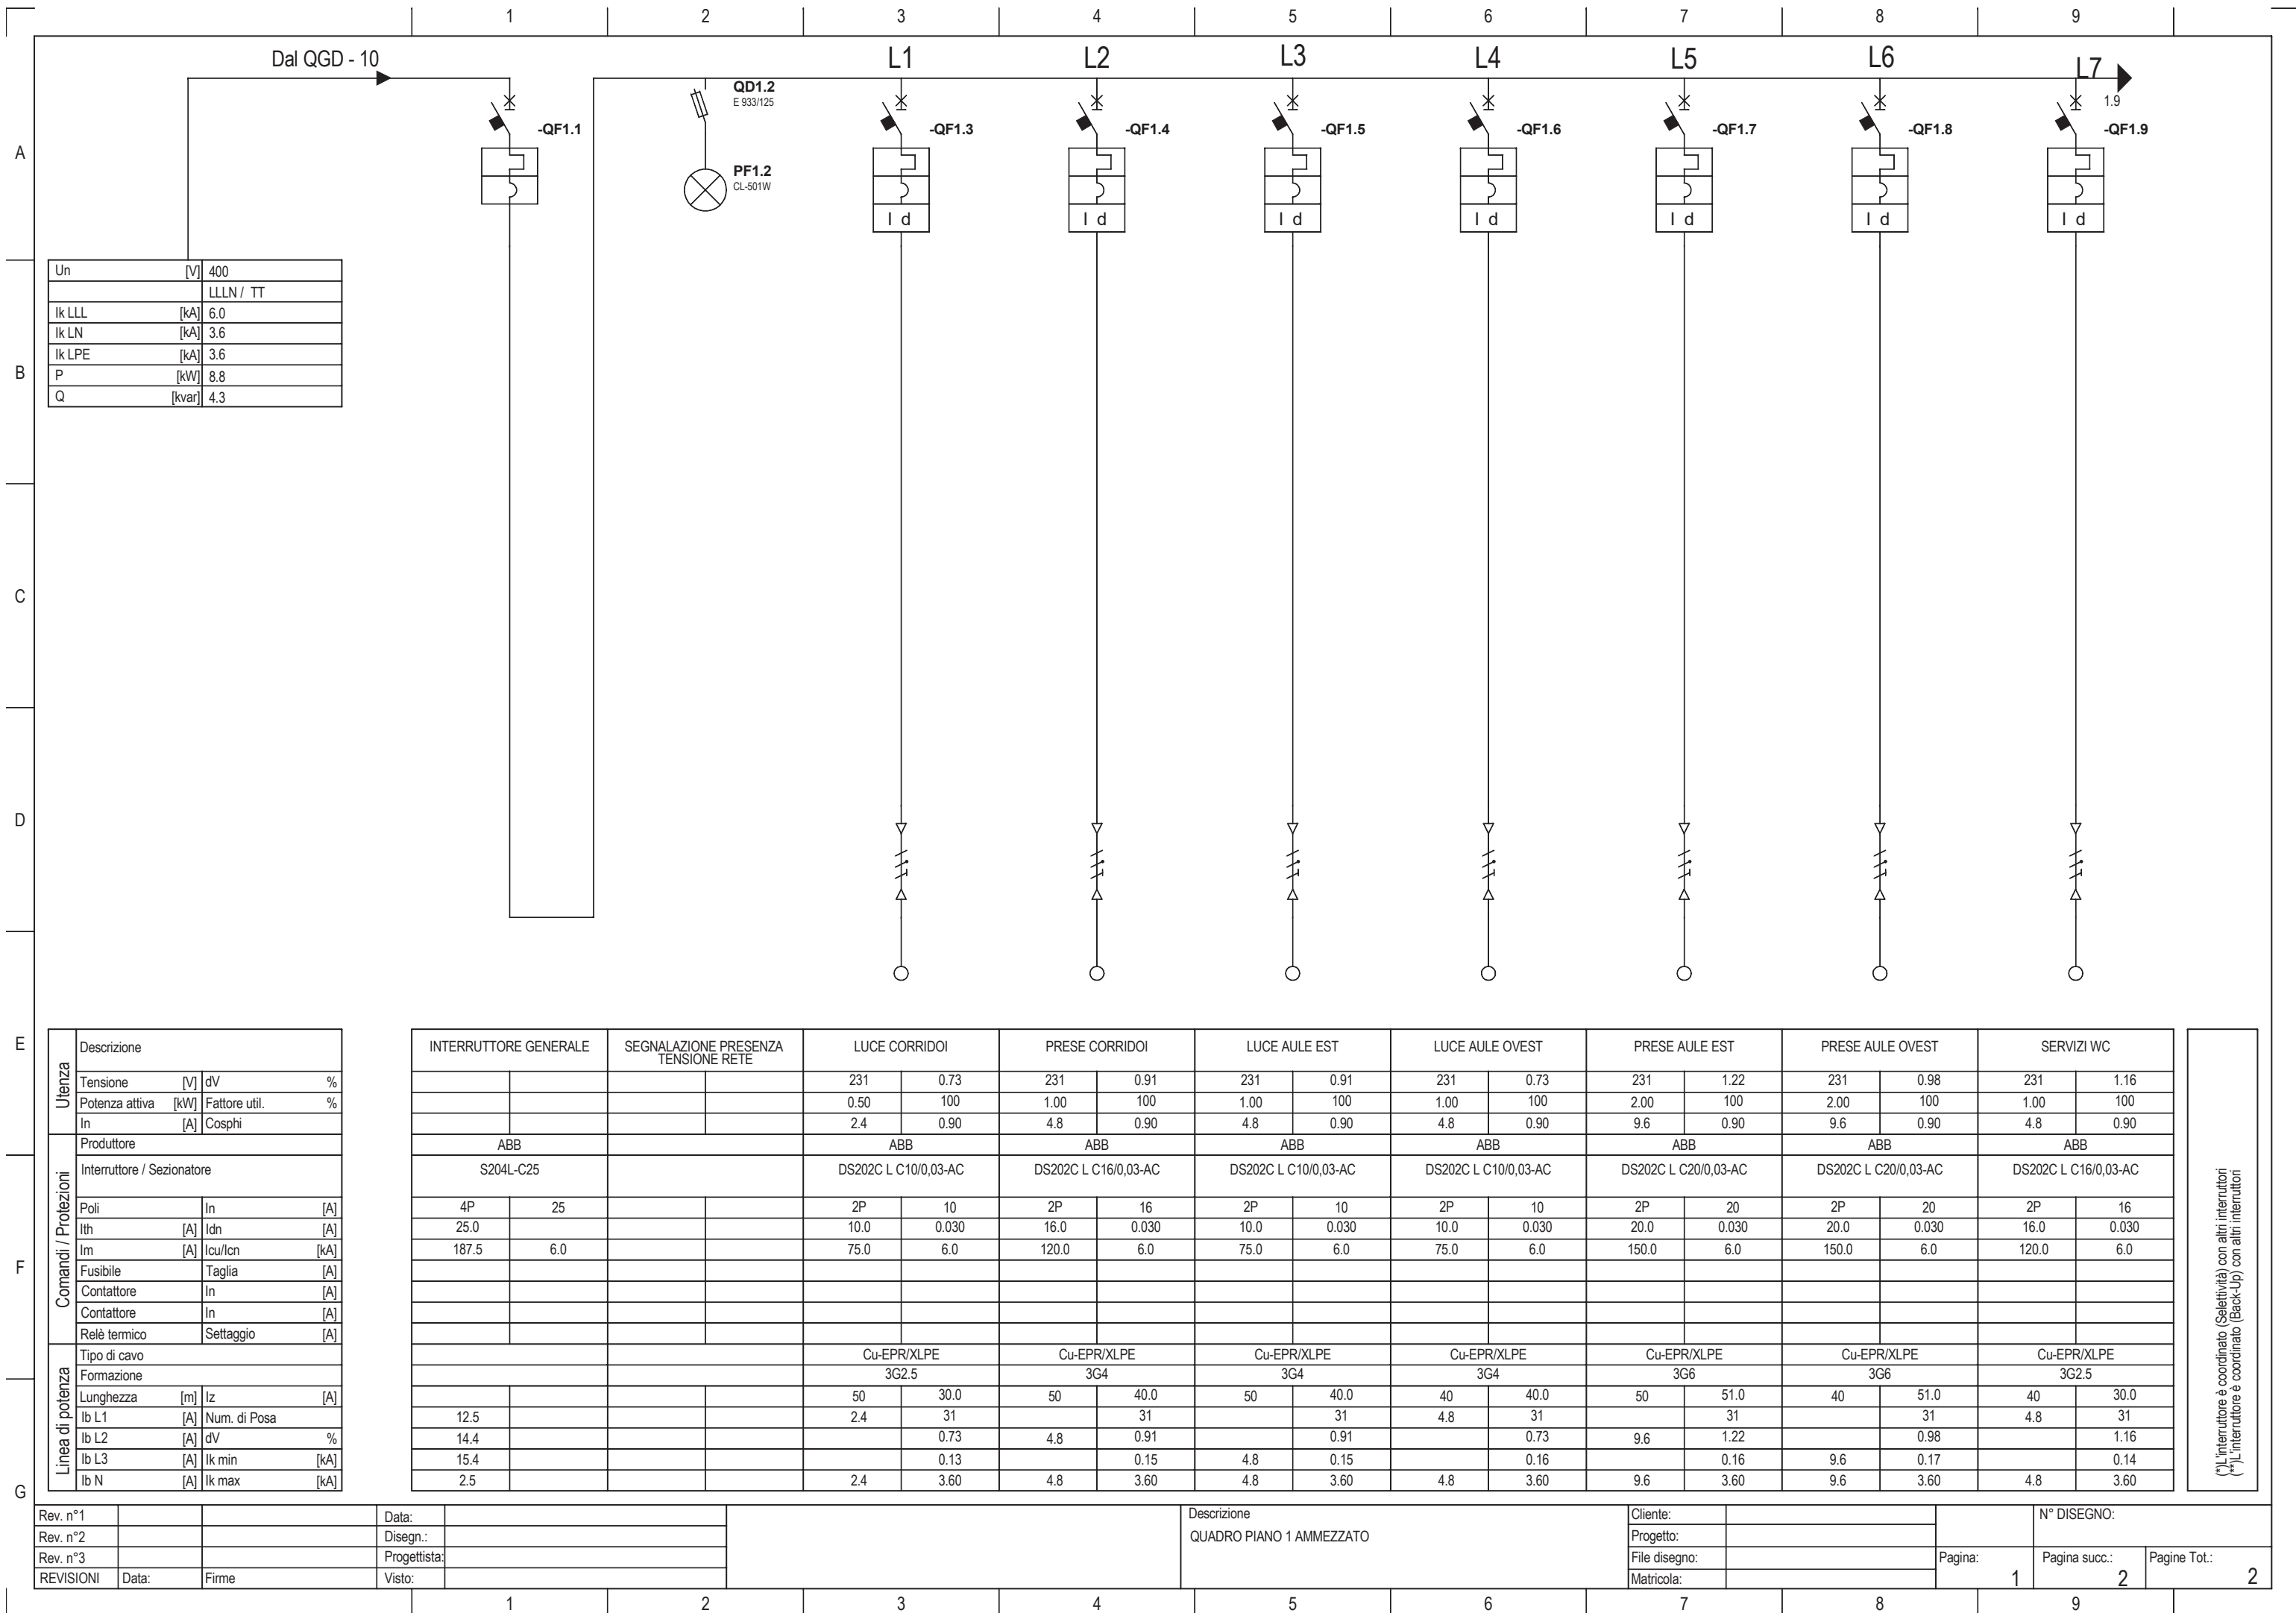 1 2 3 4 5 6 7 8 9
Dal QGD - 10
L1 L2 L3 L4 L5 L6 L7
1.9
-QF1.1
QD1.2
E 933/125
PF1.2
CL-501W
-QF1.3 -QF1.4 -QF1.5 -QF1.6 -QF1.7 -QF1.8 -QF1.9
I d I d I d I d I d I d I d
A
B
C
D
E
F
G
Un [V] 400
LLLN / TT
Ik LLL [kA] 6.0
Ik LN [kA] 3.6
Ik LPE [kA] 3.6
P [kW] 8.8
Q [kvar] 4.3
Utenza
Comandi / Protezioni
Linea di potenza
Descrizione INTERRUTTORE GENERALE SEGNALAZIONE PRESENZA LUCE CORRIDOI PRESE CORRIDOI LUCE AULE EST LUCE AULE OVEST PRESE AULE EST PRESE AULE OVEST SERVIZI WC
TENSIONE RETE
Tensione [V] dV % 231 0.73 231 0.91 231 0.91 231 0.73 231 1.22 231 0.98 231 1.16
Potenza attiva [kW] Fattore util. % 0.50 100 1.00 100 1.00 100 1.00 100 2.00 100 2.00 100 1.00 100
In [A] Cosphi 2.4 0.90 4.8 0.90 4.8 0.90 4.8 0.90 9.6 0.90 9.6 0.90 4.8 0.90
Produttore ABB ABB ABB ABB ABB ABB ABB ABB
Interruttore / Sezionatore S204L-C25 DS202C L C10/0,03-AC DS202C L C16/0,03-AC DS202C L C10/0,03-AC DS202C L C10/0,03-AC DS202C L C20/0,03-AC DS202C L C20/0,03-AC DS202C L C16/0,03-AC
Poli In [A] 4P 25 2P 10 2P 16 2P 10 2P 10 2P 20 2P 20 2P 16
Ith [A] Idn [A] 25.0 10.0 0.030 16.0 0.030 10.0 0.030 10.0 0.030 20.0 0.030 20.0 0.030 16.0 0.030
Im [A] Icu/Icn [kA] 187.5 6.0 75.0 6.0 120.0 6.0 75.0 6.0 75.0 6.0 150.0 6.0 150.0 6.0 120.0 6.0
Fusibile Taglia [A]
Contattore In [A]
Contattore In [A]
Relè termico Settaggio [A]
Tipo di cavo Cu-EPR/XLPE Cu-EPR/XLPE Cu-EPR/XLPE Cu-EPR/XLPE Cu-EPR/XLPE Cu-EPR/XLPE Cu-EPR/XLPE
Formazione 3G2.5 3G4 3G4 3G4 3G6 3G6 3G2.5
Lunghezza [m] Iz [A] 50 30.0 50 40.0 50 40.0 40 40.0 50 51.0 40 51.0 40 30.0
Ib L1 [A] Num. di Posa 12.5 2.4 31 31 31 4.8 31 31 31 4.8 31
Ib L2 [A] dV % 14.4 0.73 4.8 0.91 0.91 0.73 9.6 1.22 0.98 1.16
Ib L3 [A] Ik min [kA] 15.4 0.13 0.15 4.8 0.15 0.16 0.16 9.6 0.17 0.14
Ib N [A] Ik max [kA] 2.5 2.4 3.60 4.8 3.60 4.8 3.60 4.8 3.60 9.6 3.60 9.6 3.60 4.8 3.60
(*)L'interruttore è coordinato (Selettività) con altri interruttori
(**)L'interruttore è coordinato (Back-Up) con altri interruttori
Rev. n°1
Rev. n°2
Rev. n°3
REVISIONI Data: Firme
Data:
Disegn.:
Progettista:
Visto:
Descrizione
QUADRO PIANO 1 AMMEZZATO
Cliente:
Progetto:
File disegno:
Matricola:
N° DISEGNO:
Pagina: 1
Pagina succ.: 2
Pagine Tot.: 2
1 2 3 4 5 6 7 8 9